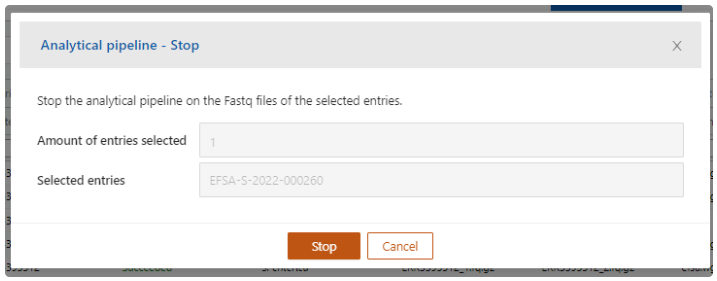 Analytical pipeline - Stop
Stop the analytical pipeline on the Fastq files of the selected entries.
Amount of entries selected
1
Selected entries
EFSA-S-2022-000260
Stop Cancel